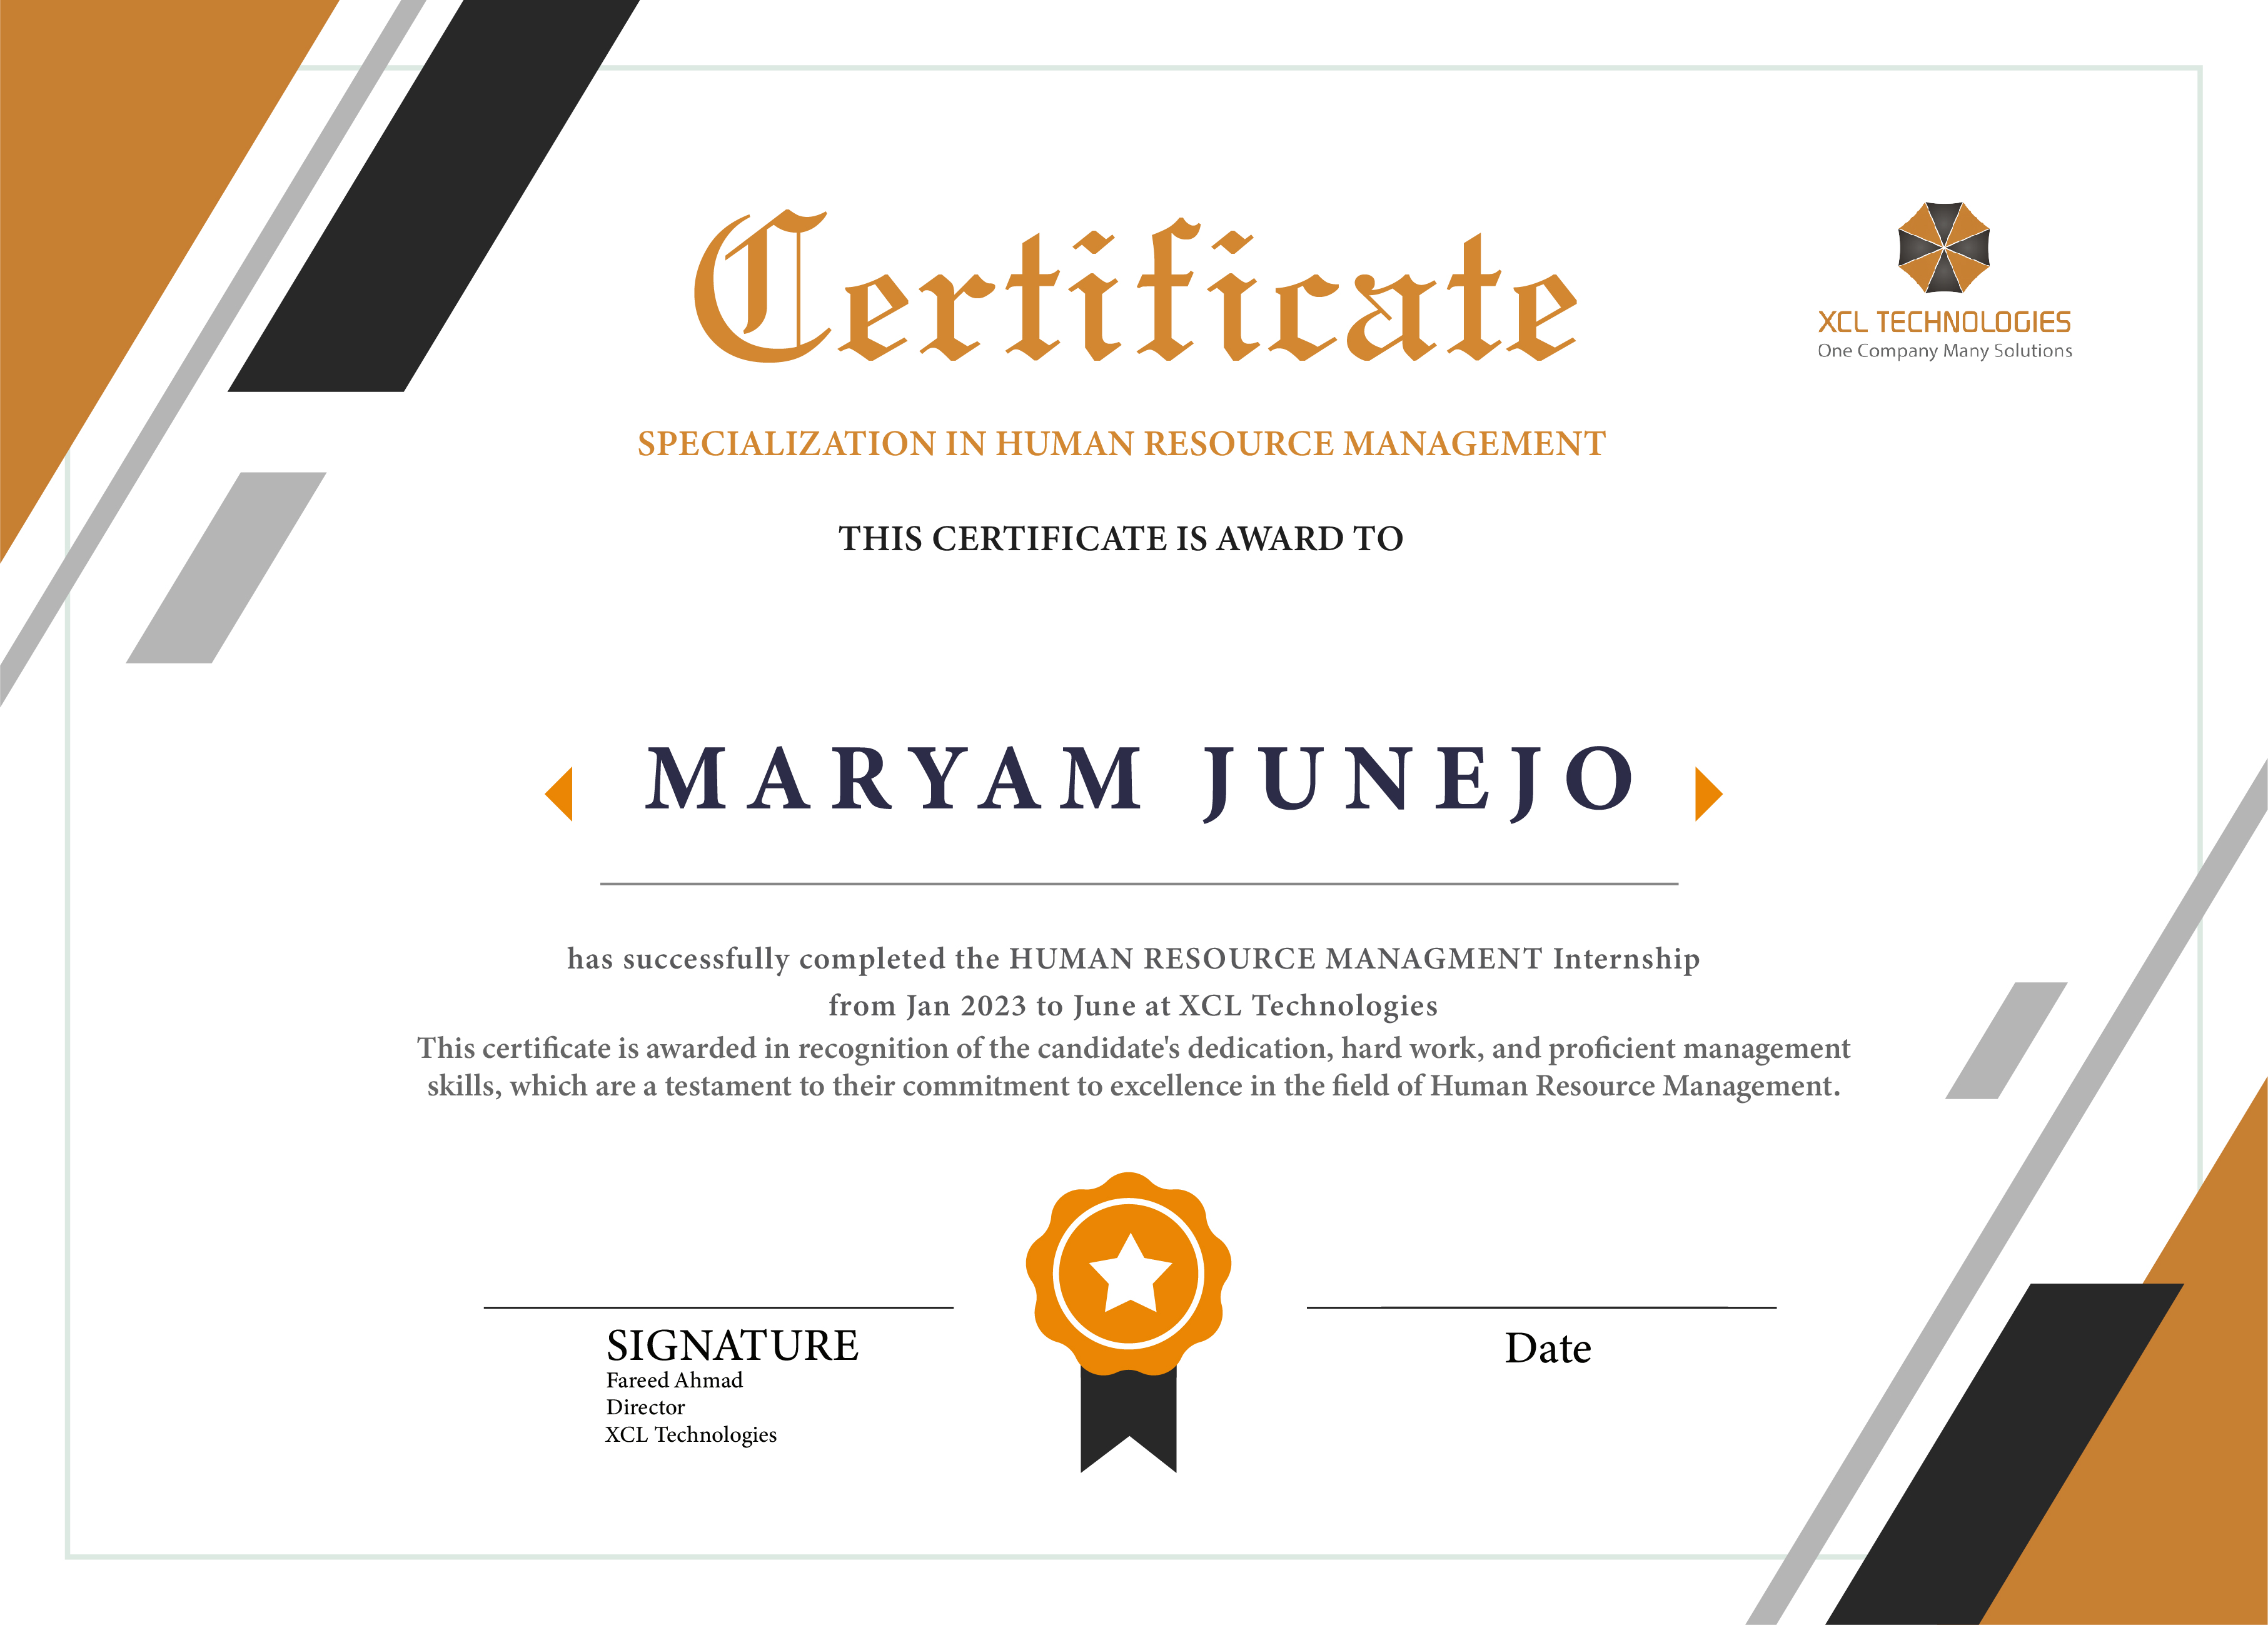 Certificate
XCL TECHNOLOGIES
One Company Many Solutions
SPECIALIZATION IN HUMAN RESOURCE MANAGEMENT
THIS CERTIFICATE IS AWARD TO
MARYAM JUNEJO
has successfully completed the HUMAN RESOURCE MANAGMENT Internship
from Jan 2023 to June at XCL Technologies
This certificate is awarded in recognition of the candidate's dedication, hard work, and proficient management
skills, which are a testament to their commitment to excellence in the field of Human Resource Management.
SIGNATURE
Fareed Ahmad
Director
XCL Technologies
Date